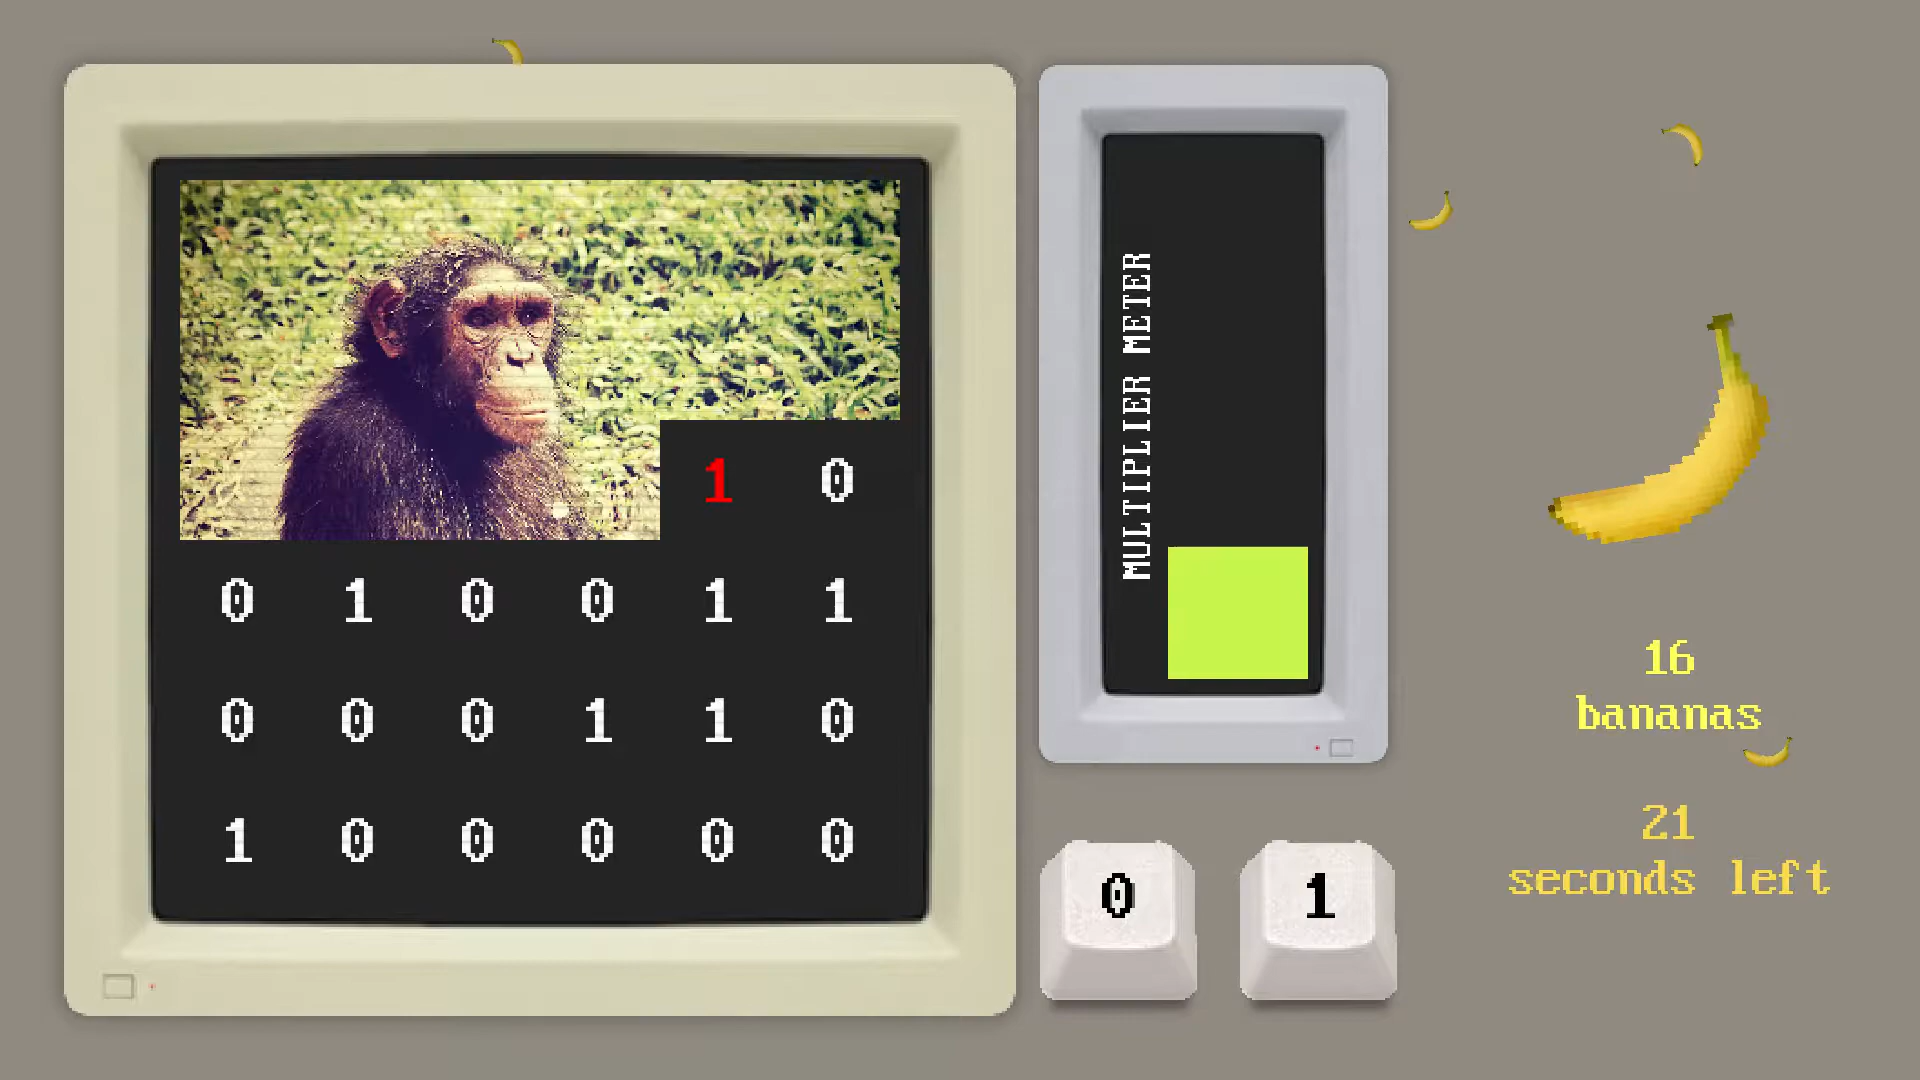 1 0
0 1 0 0 1 1
0 0 0 1 1 0
1 0 0 0 0 0
MULTIPLIER METER
0 1
16
bananas
21
seconds left